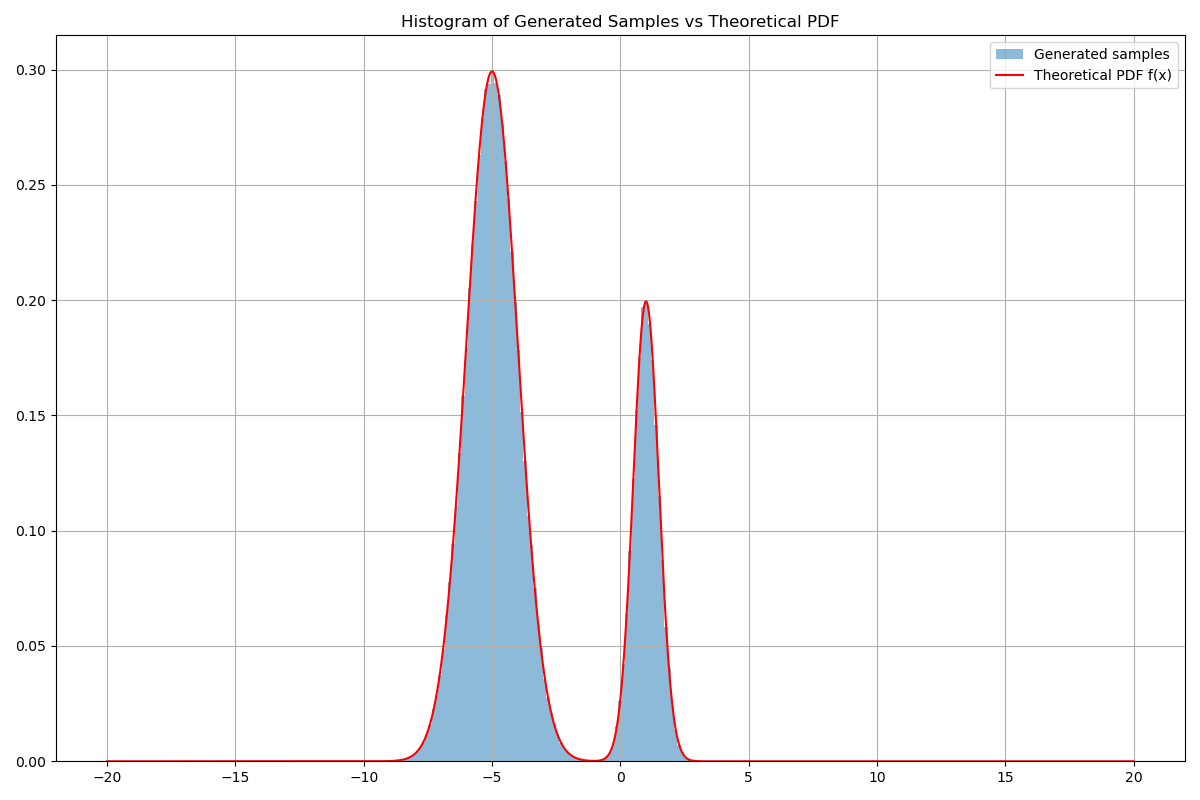 Histogram of Generated Samples vs Theoretical PDF
Generated samples
Theoretical PDF f(x)
0.30
0.25
0.20
0.15
0.10
0.05
0.00
−20 −15 −10 −5 0 5 10 15 20